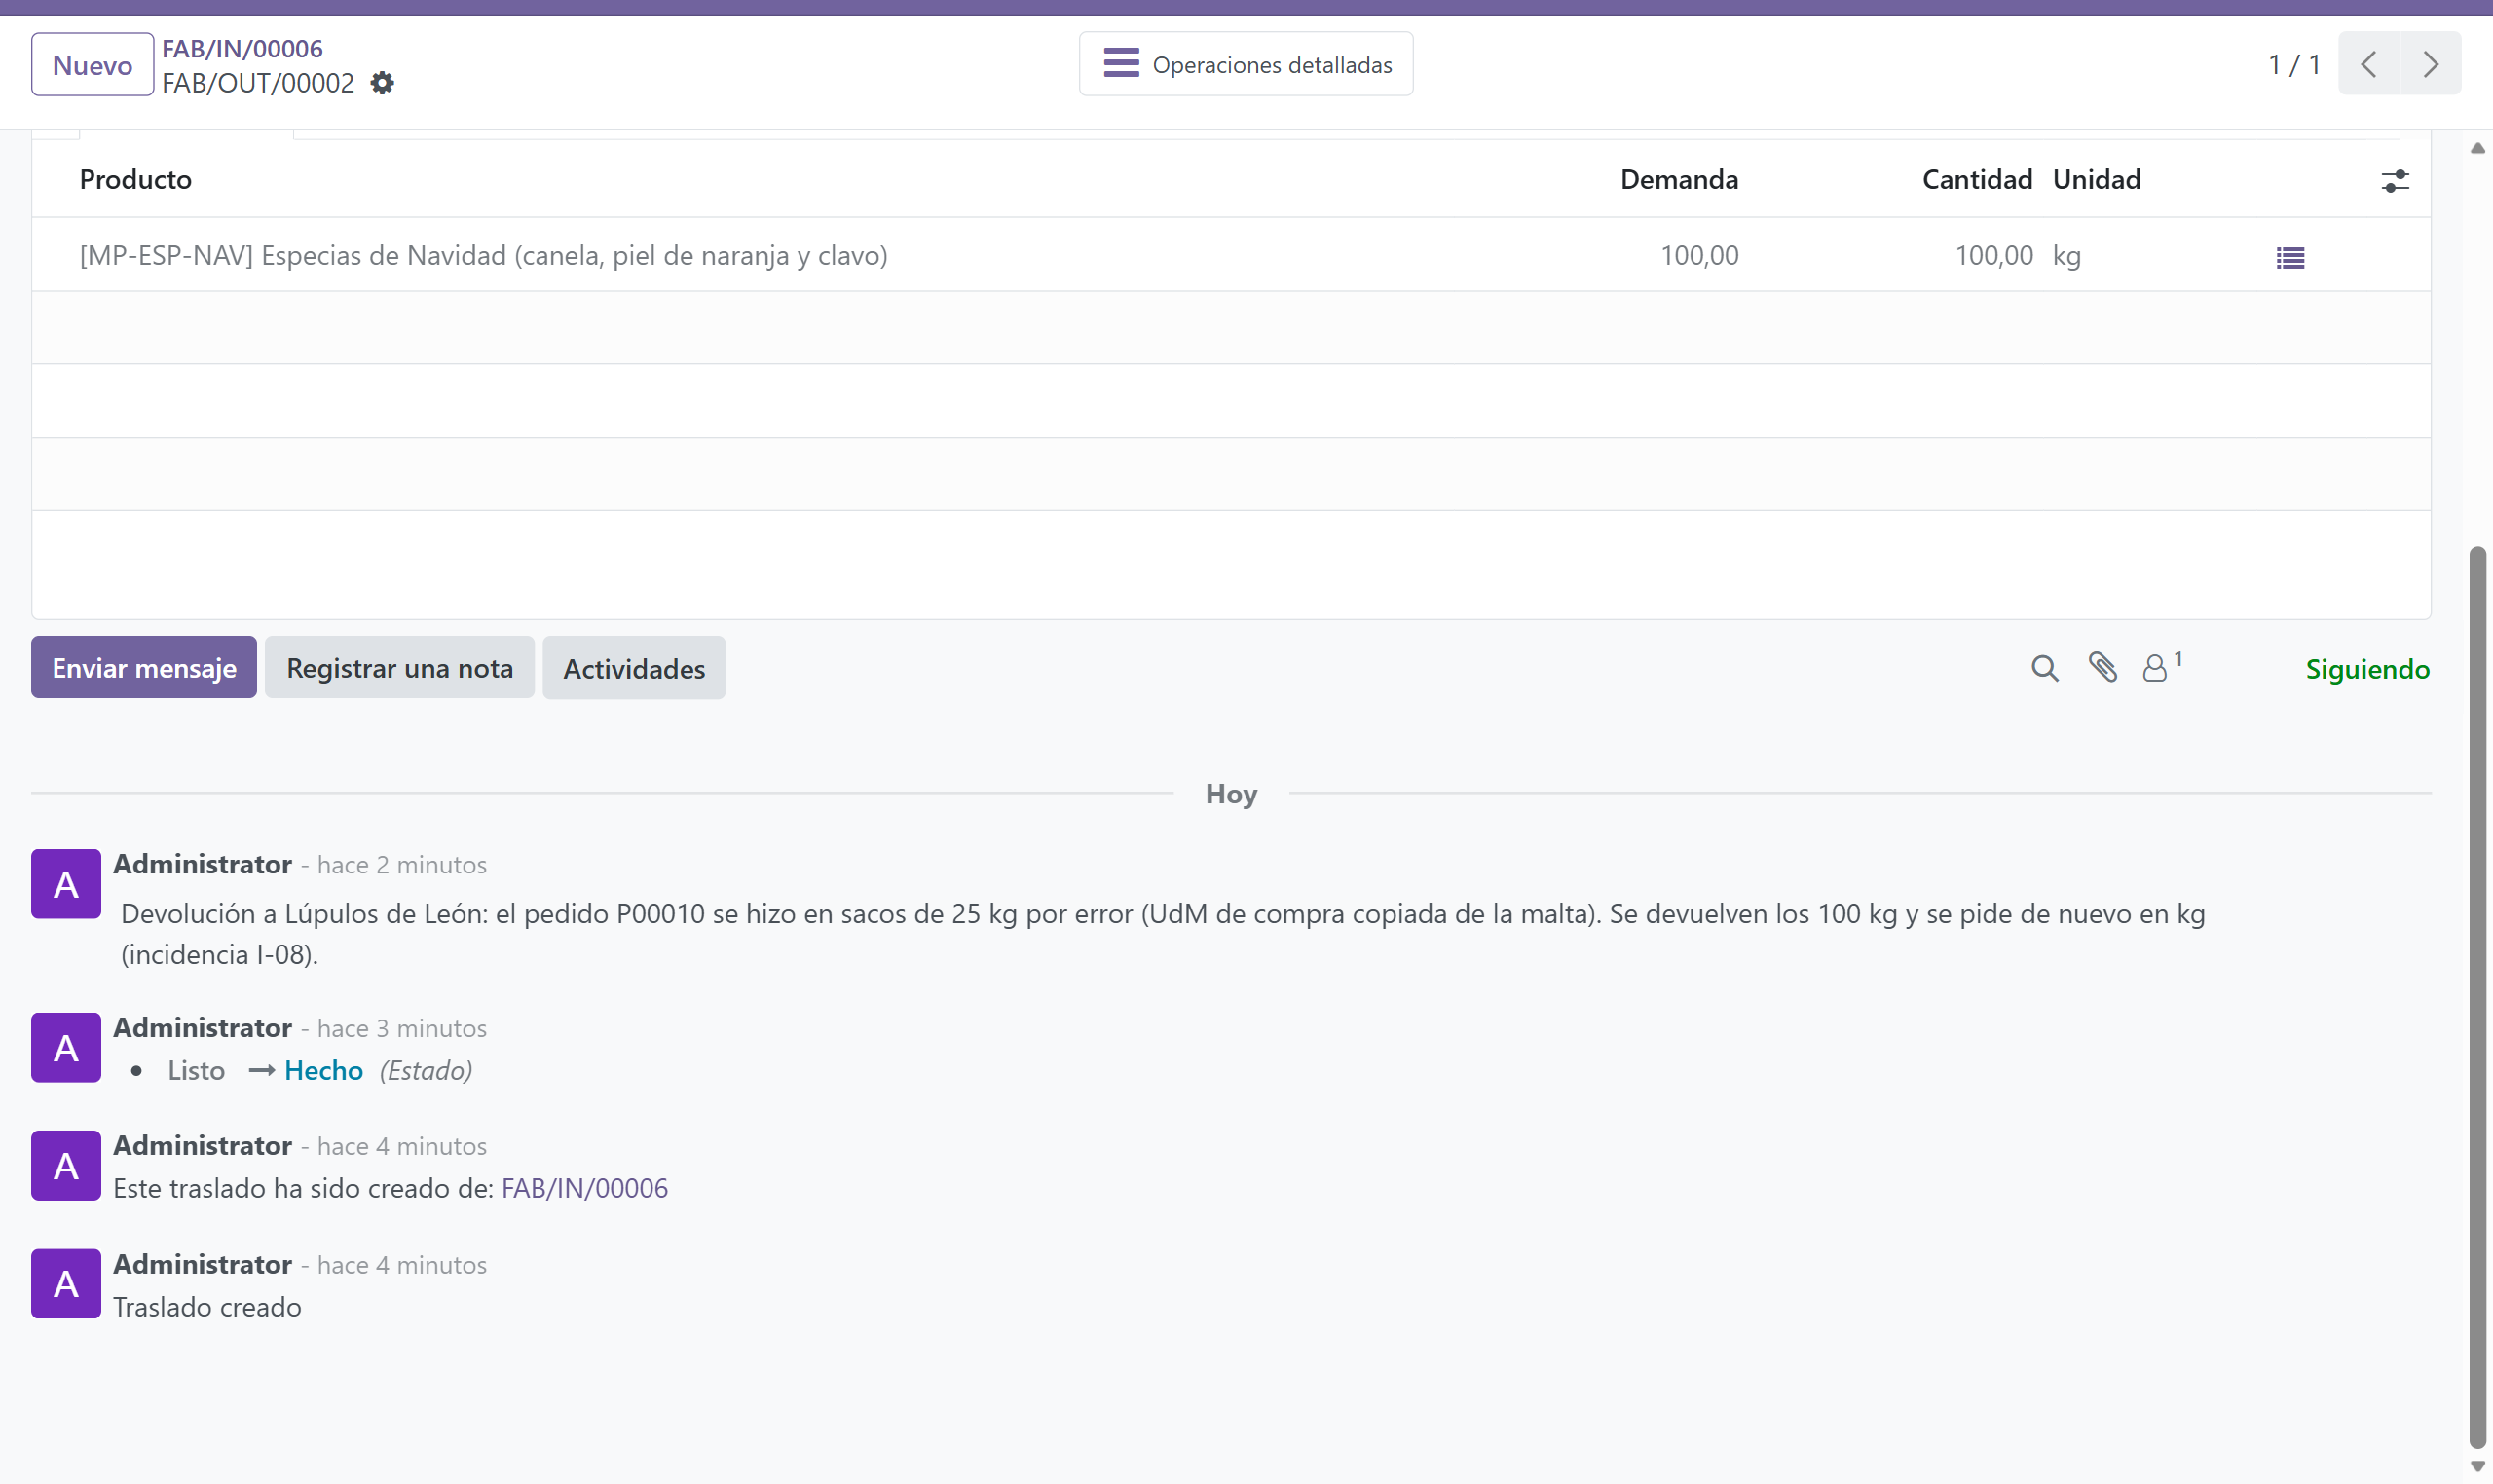 Nuevo
FAB/IN/00006
FAB/OUT/00002
Operaciones detalladas
1 / 1
Producto Demanda Cantidad Unidad
[MP-ESP-NAV] Especias de Navidad (canela, piel de naranja y clavo) 100,00 100,00 kg
Enviar mensaje Registrar una nota Actividades 1 Siguiendo
Hoy
A
Administrator - hace 2 minutos
Devolución a Lúpulos de León: el pedido P00010 se hizo en sacos de 25 kg por error (UdM de compra copiada de la malta). Se devuelven los 100 kg y se pide de nuevo en kg
(incidencia I-08).
A
Administrator - hace 3 minutos
• Listo → Hecho (Estado)
A
Administrator - hace 4 minutos
Este traslado ha sido creado de: FAB/IN/00006
A
Administrator - hace 4 minutos
Traslado creado